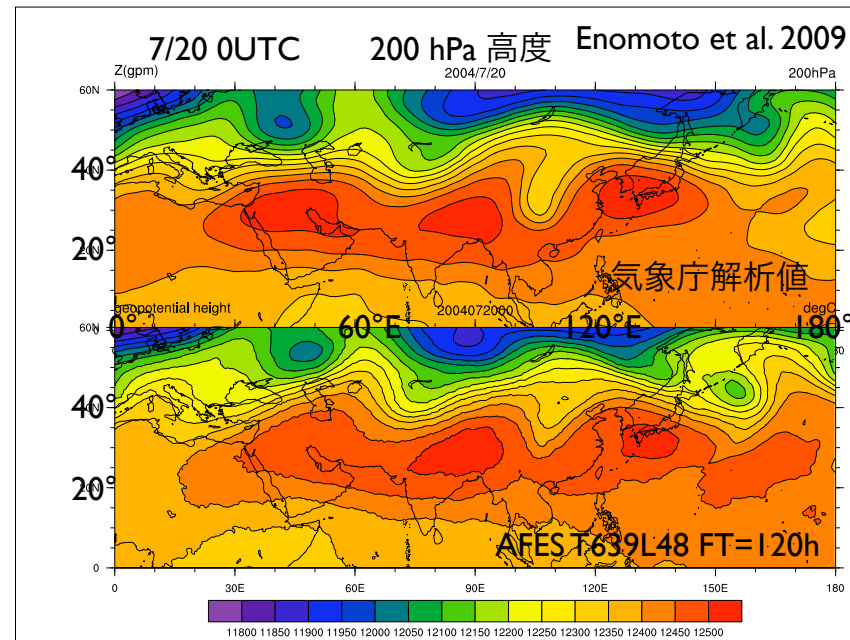 7/20 0UTC 200 hPa 高度 Enomoto et al. 2009
Z(gpm) 2004/7/20 200hPa
60N
40°
20°
気象庁解析値
geopotential height 2004072000 degC
0° 60°E 120°E 180°
60N
40°
20°
AFES T639L48 FT=120h
0
0 30E 60E 90E 120E 150E 180
11800 11850 11900 11950 12000 12050 12100 12150 12200 12250 12300 12350 12400 12450 12500